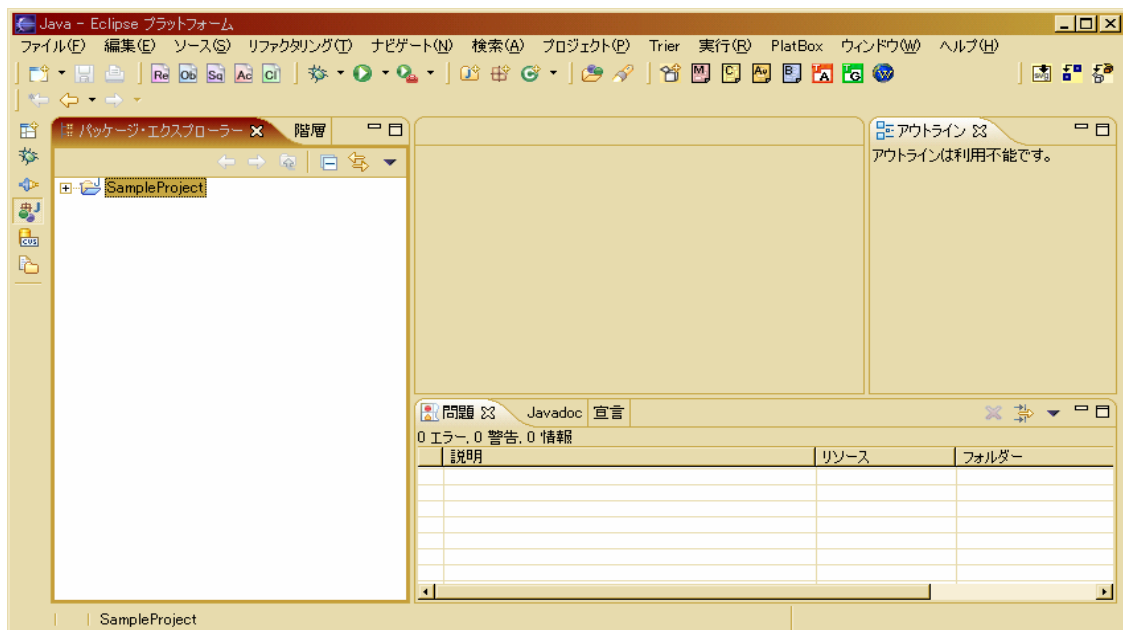 Java - Eclipse プラットフォーム
ファイル(F) 編集(E) ソース(S) リファクタリング(T) ナビゲート(N) 検索(A) プロジェクト(P) Trier 実行(R) PlatBox ウィンドウ(W) ヘルプ(H)
Re Ob Sq Ac Cl
パッケージ・エクスプローラー 階層
アウトライン
アウトラインは利用不能です。
SampleProject
問題 Javadoc 宣言
0 エラー、0 警告、0 情報
説明 リソース フォルダー
SampleProject